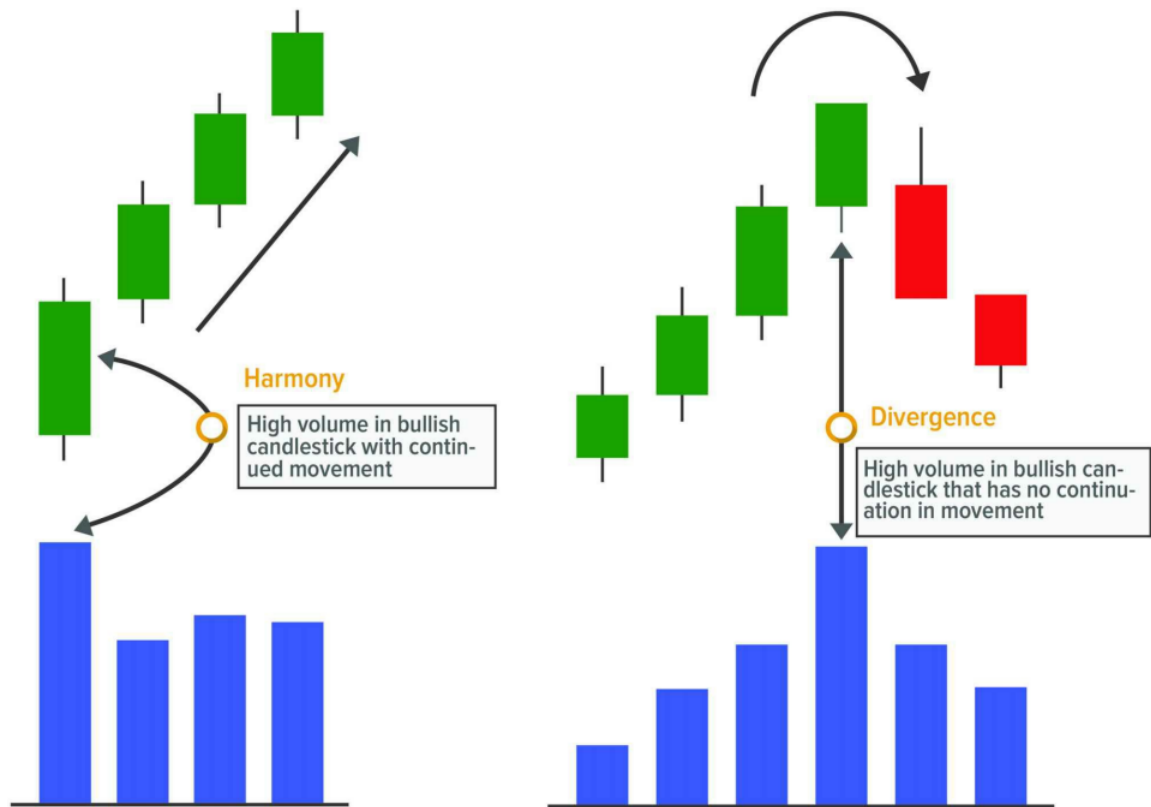 Harmony
High volume in bullish
candlestick with contin-
ued movement
Divergence
High volume in bullish can-
dlestick that has no continu-
ation in movement